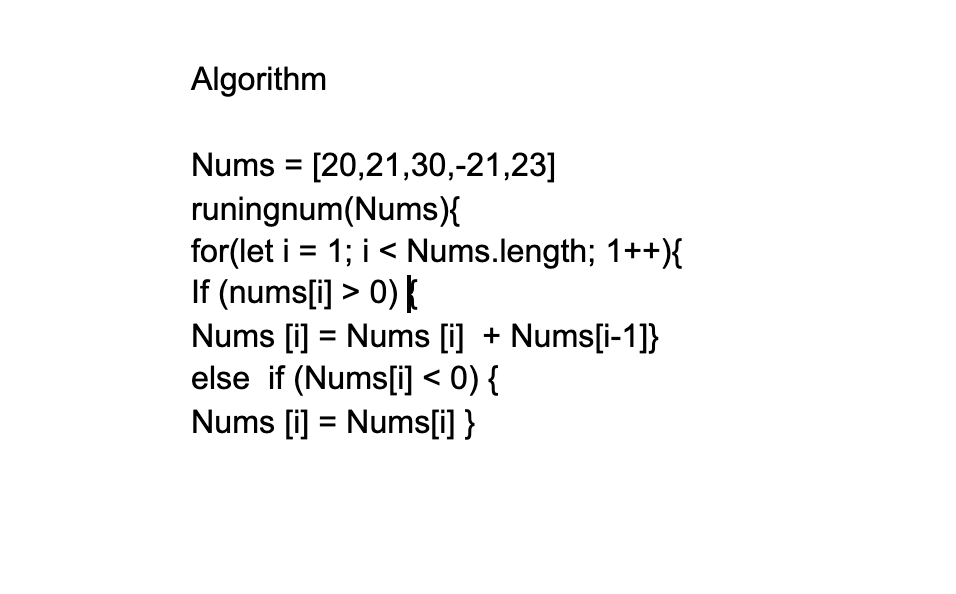 Algorithm
Nums = [20,21,30,-21,23]
runingnum(Nums){
for(let i = 1; i < Nums.length; 1++){
If (nums[i] > 0) {
Nums [i] = Nums [i]  + Nums[i-1]}
else  if (Nums[i] < 0) {
Nums [i] = Nums[i] }